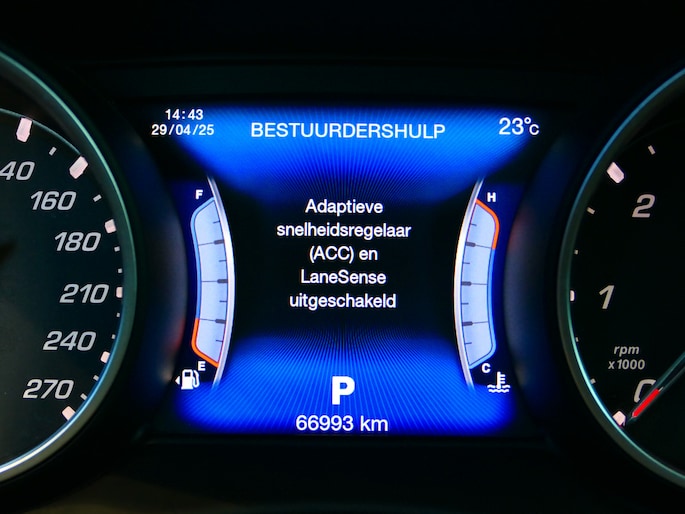 14:43
29/04/25
BESTUURDERSHULP
23°C
F
H
Adaptieve
snelheidsregelaar
(ACC) en
LaneSense
uitgeschakeld
E
C
P
66993 km
40
160
180
210
240
270
2
1
rpm
x1000
0